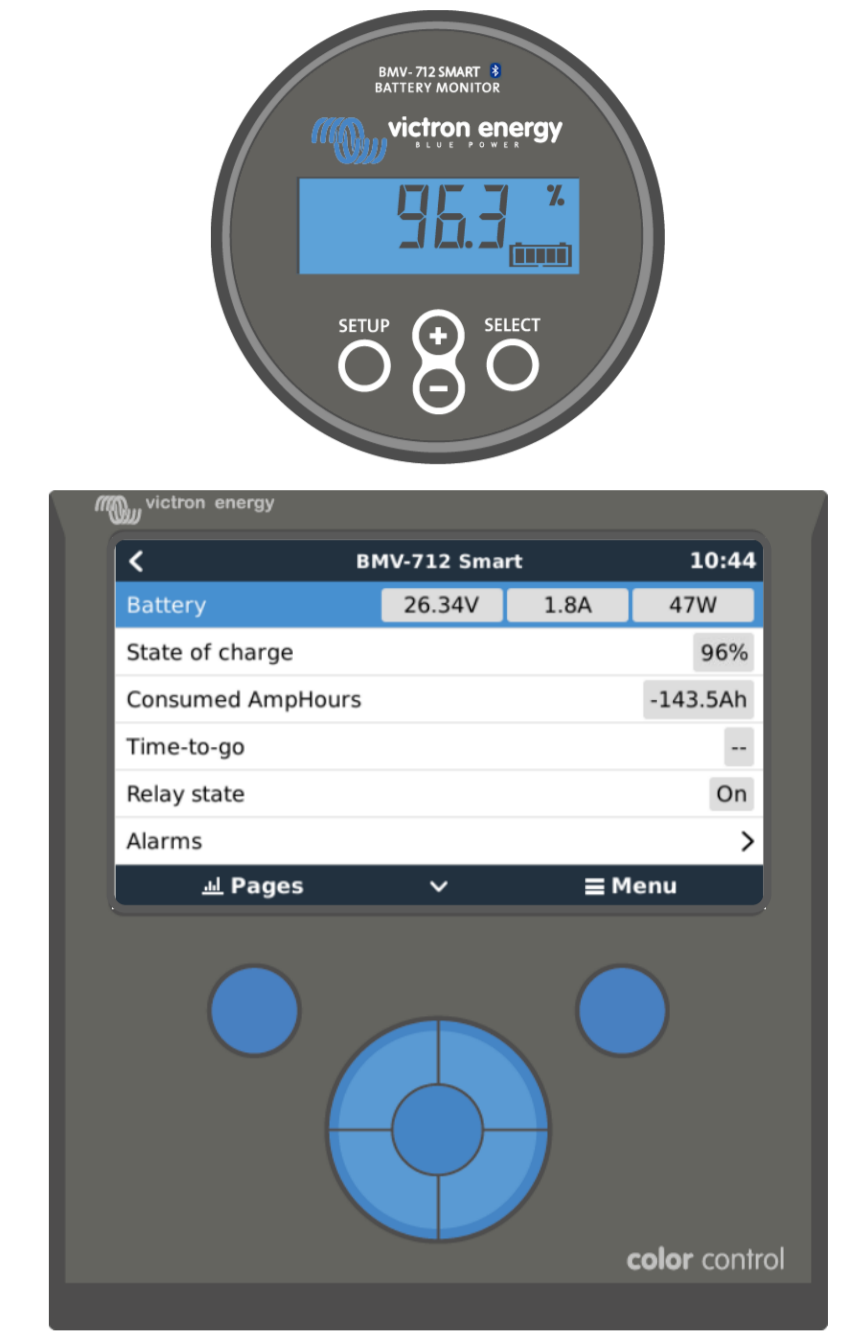 BMV-712 SMART
BATTERY MONITOR
victron energy
BLUE POWER
96.3 %
SETUP + SELECT
−
victron energy
BMV-712 Smart 10:44
Battery 26.34V 1.8A 47W
State of charge 96%
Consumed AmpHours -143.5Ah
Time-to-go --
Relay state On
Alarms
Pages Menu
color control